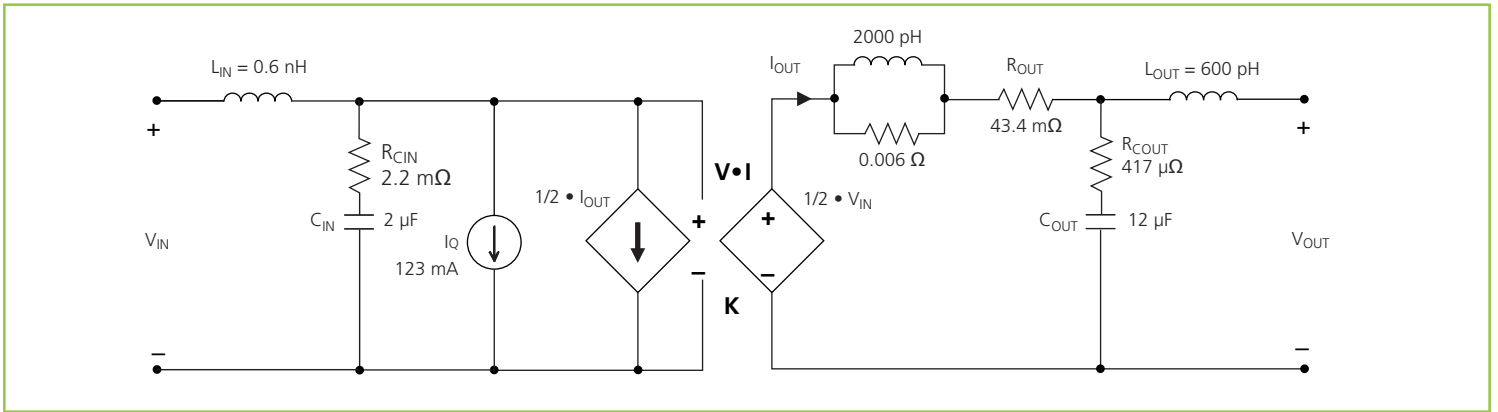 L_IN = 0.6 nH
+
R_CIN
2.2 mΩ
C_IN
2 µF
V_IN
I_Q
123 mA
–
1/2 • I_OUT
V•I
+
–
K
+
–
1/2 • V_IN
I_OUT
2000 pH
0.006 Ω
R_OUT
43.4 mΩ
L_OUT = 600 pH
R_COUT
417 µΩ
C_OUT
12 µF
+
V_OUT
–